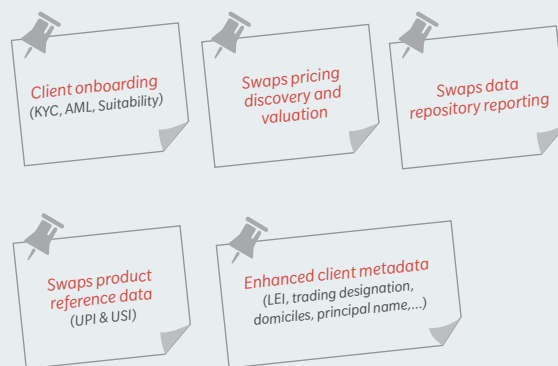 Client onboarding
(KYC, AML, Suitability)
Swaps pricing
discovery and
valuation
Swaps data
repository reporting
Swaps product
reference data
(UPI & USI)
Enhanced client metadata
(LEI, trading designation,
domiciles, principal name,...)